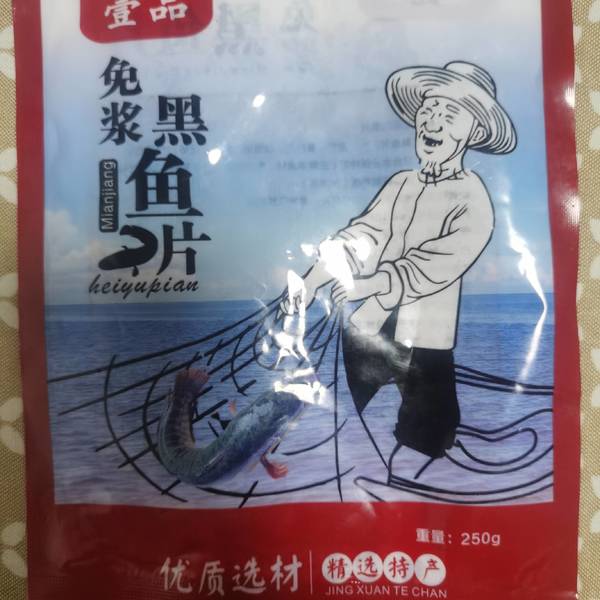 壹品
免浆
黑鱼片
Mianjiang
heiyupian
重量：250g
优质选材
精选特产
JING XUAN TE CHAN